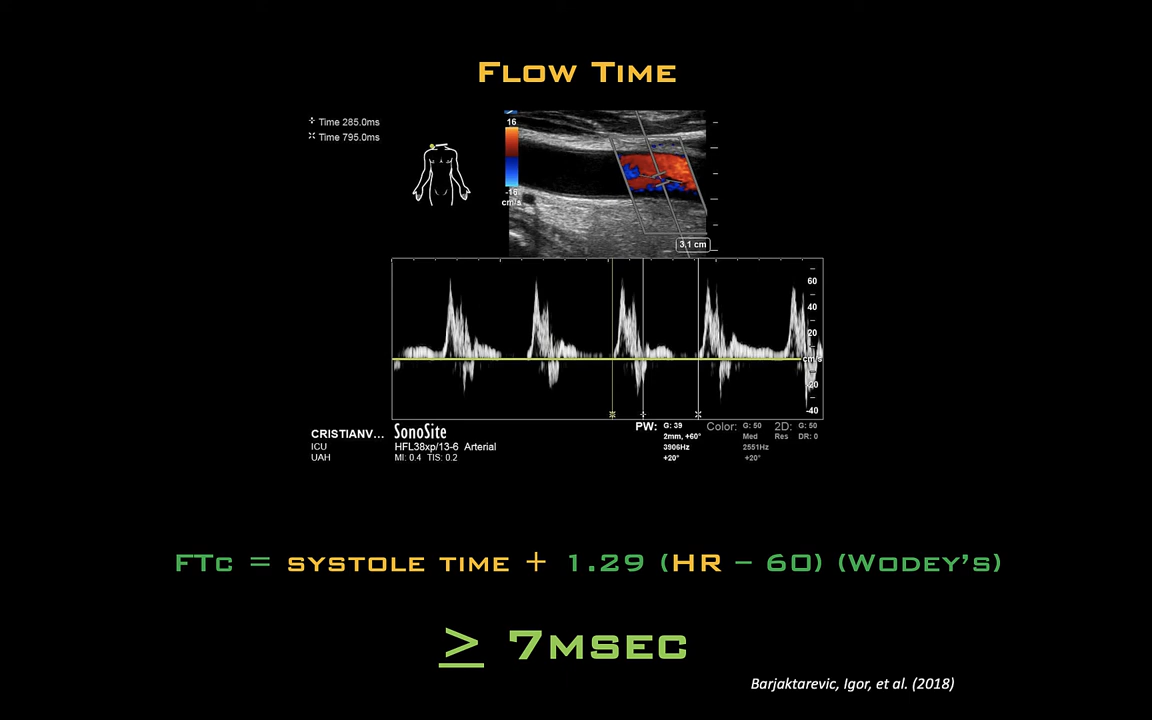 FLOW TIME
Time 285.0ms
Time 795.0ms
16
-16
cm/s
3.1 cm
60
40
20
cm/s
-20
-40
CRISTIANV...
ICU
UAH
SonoSite
HFL38xp/13-6 Arterial
MI: 0.4 TIS: 0.2
PW: G: 39
2mm, +60°
3906Hz
+20°
Color: G: 50
Med
2551Hz
+20°
2D: G: 50
Res DR: 0
FTC = SYSTOLE TIME + 1.29 (HR – 60) (WODEY'S)
≥ 7MSEC
Barjaktarevic, Igor, et al. (2018)